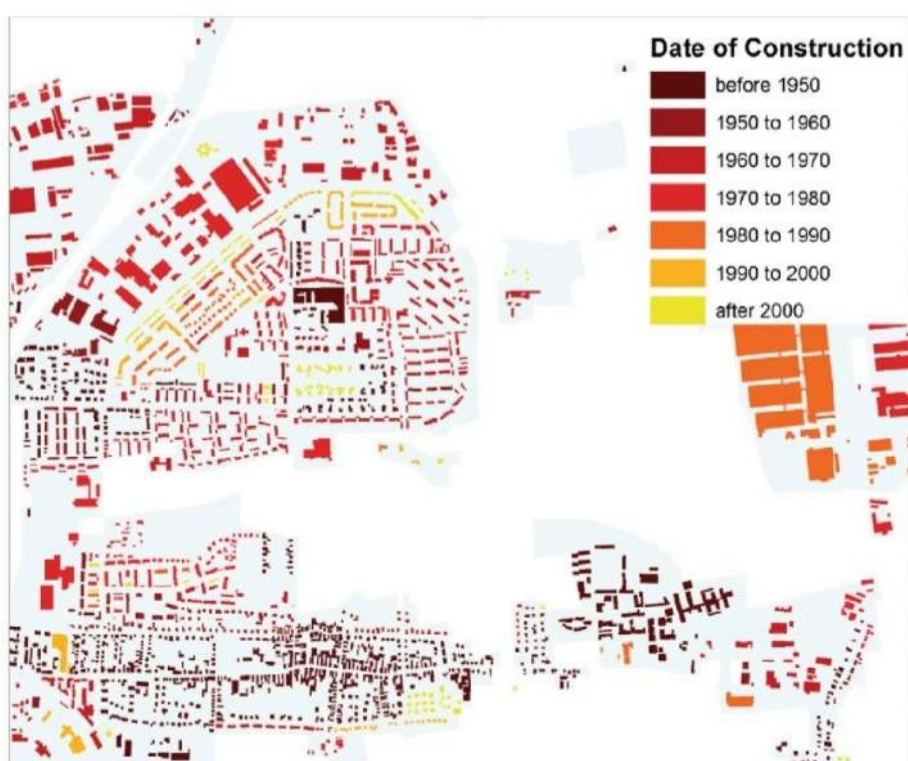 Date of Construction
before 1950
1950 to 1960
1960 to 1970
1970 to 1980
1980 to 1990
1990 to 2000
after 2000